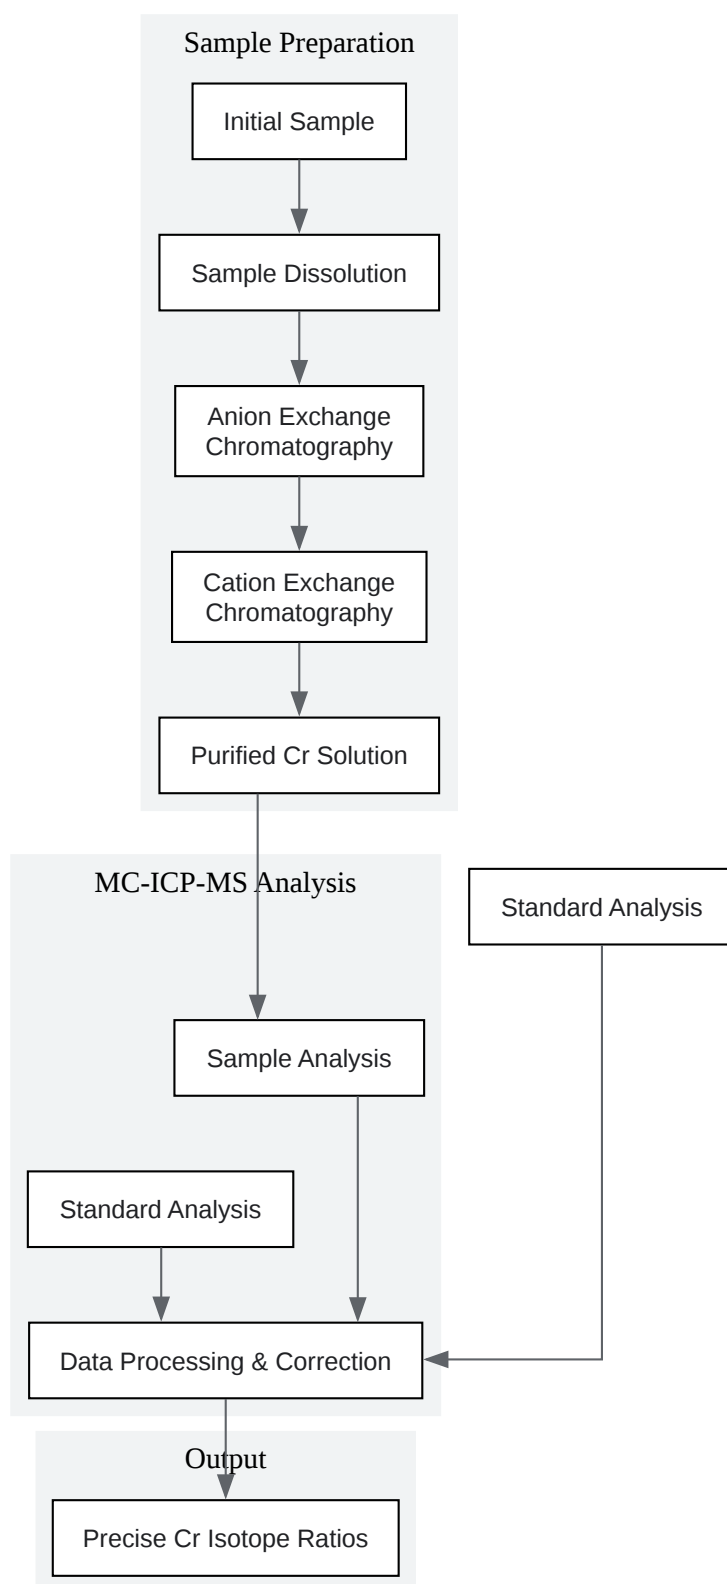 Sample Preparation
Initial Sample
Sample Dissolution
Anion Exchange
Chromatography
Cation Exchange
Chromatography
Purified Cr Solution
MC-ICP-MS Analysis
Standard Analysis
Sample Analysis
Standard Analysis
Data Processing & Correction
Output
Precise Cr Isotope Ratios